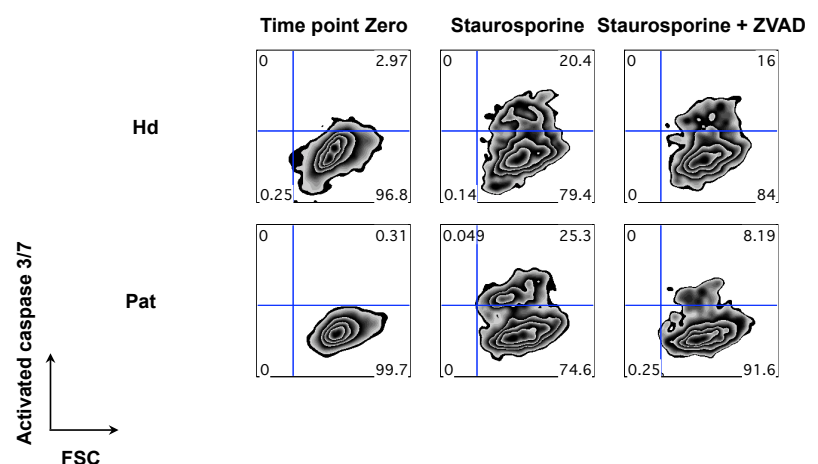 Time point Zero Staurosporine Staurosporine + ZVAD
Hd
0 2.97
0.25 96.8
0 20.4
0.14 79.4
0 16
0 84
Pat
0 0.31
0 99.7
0.049 25.3
0 74.6
0 8.19
0.25 91.6
Activated caspase 3/7
FSC